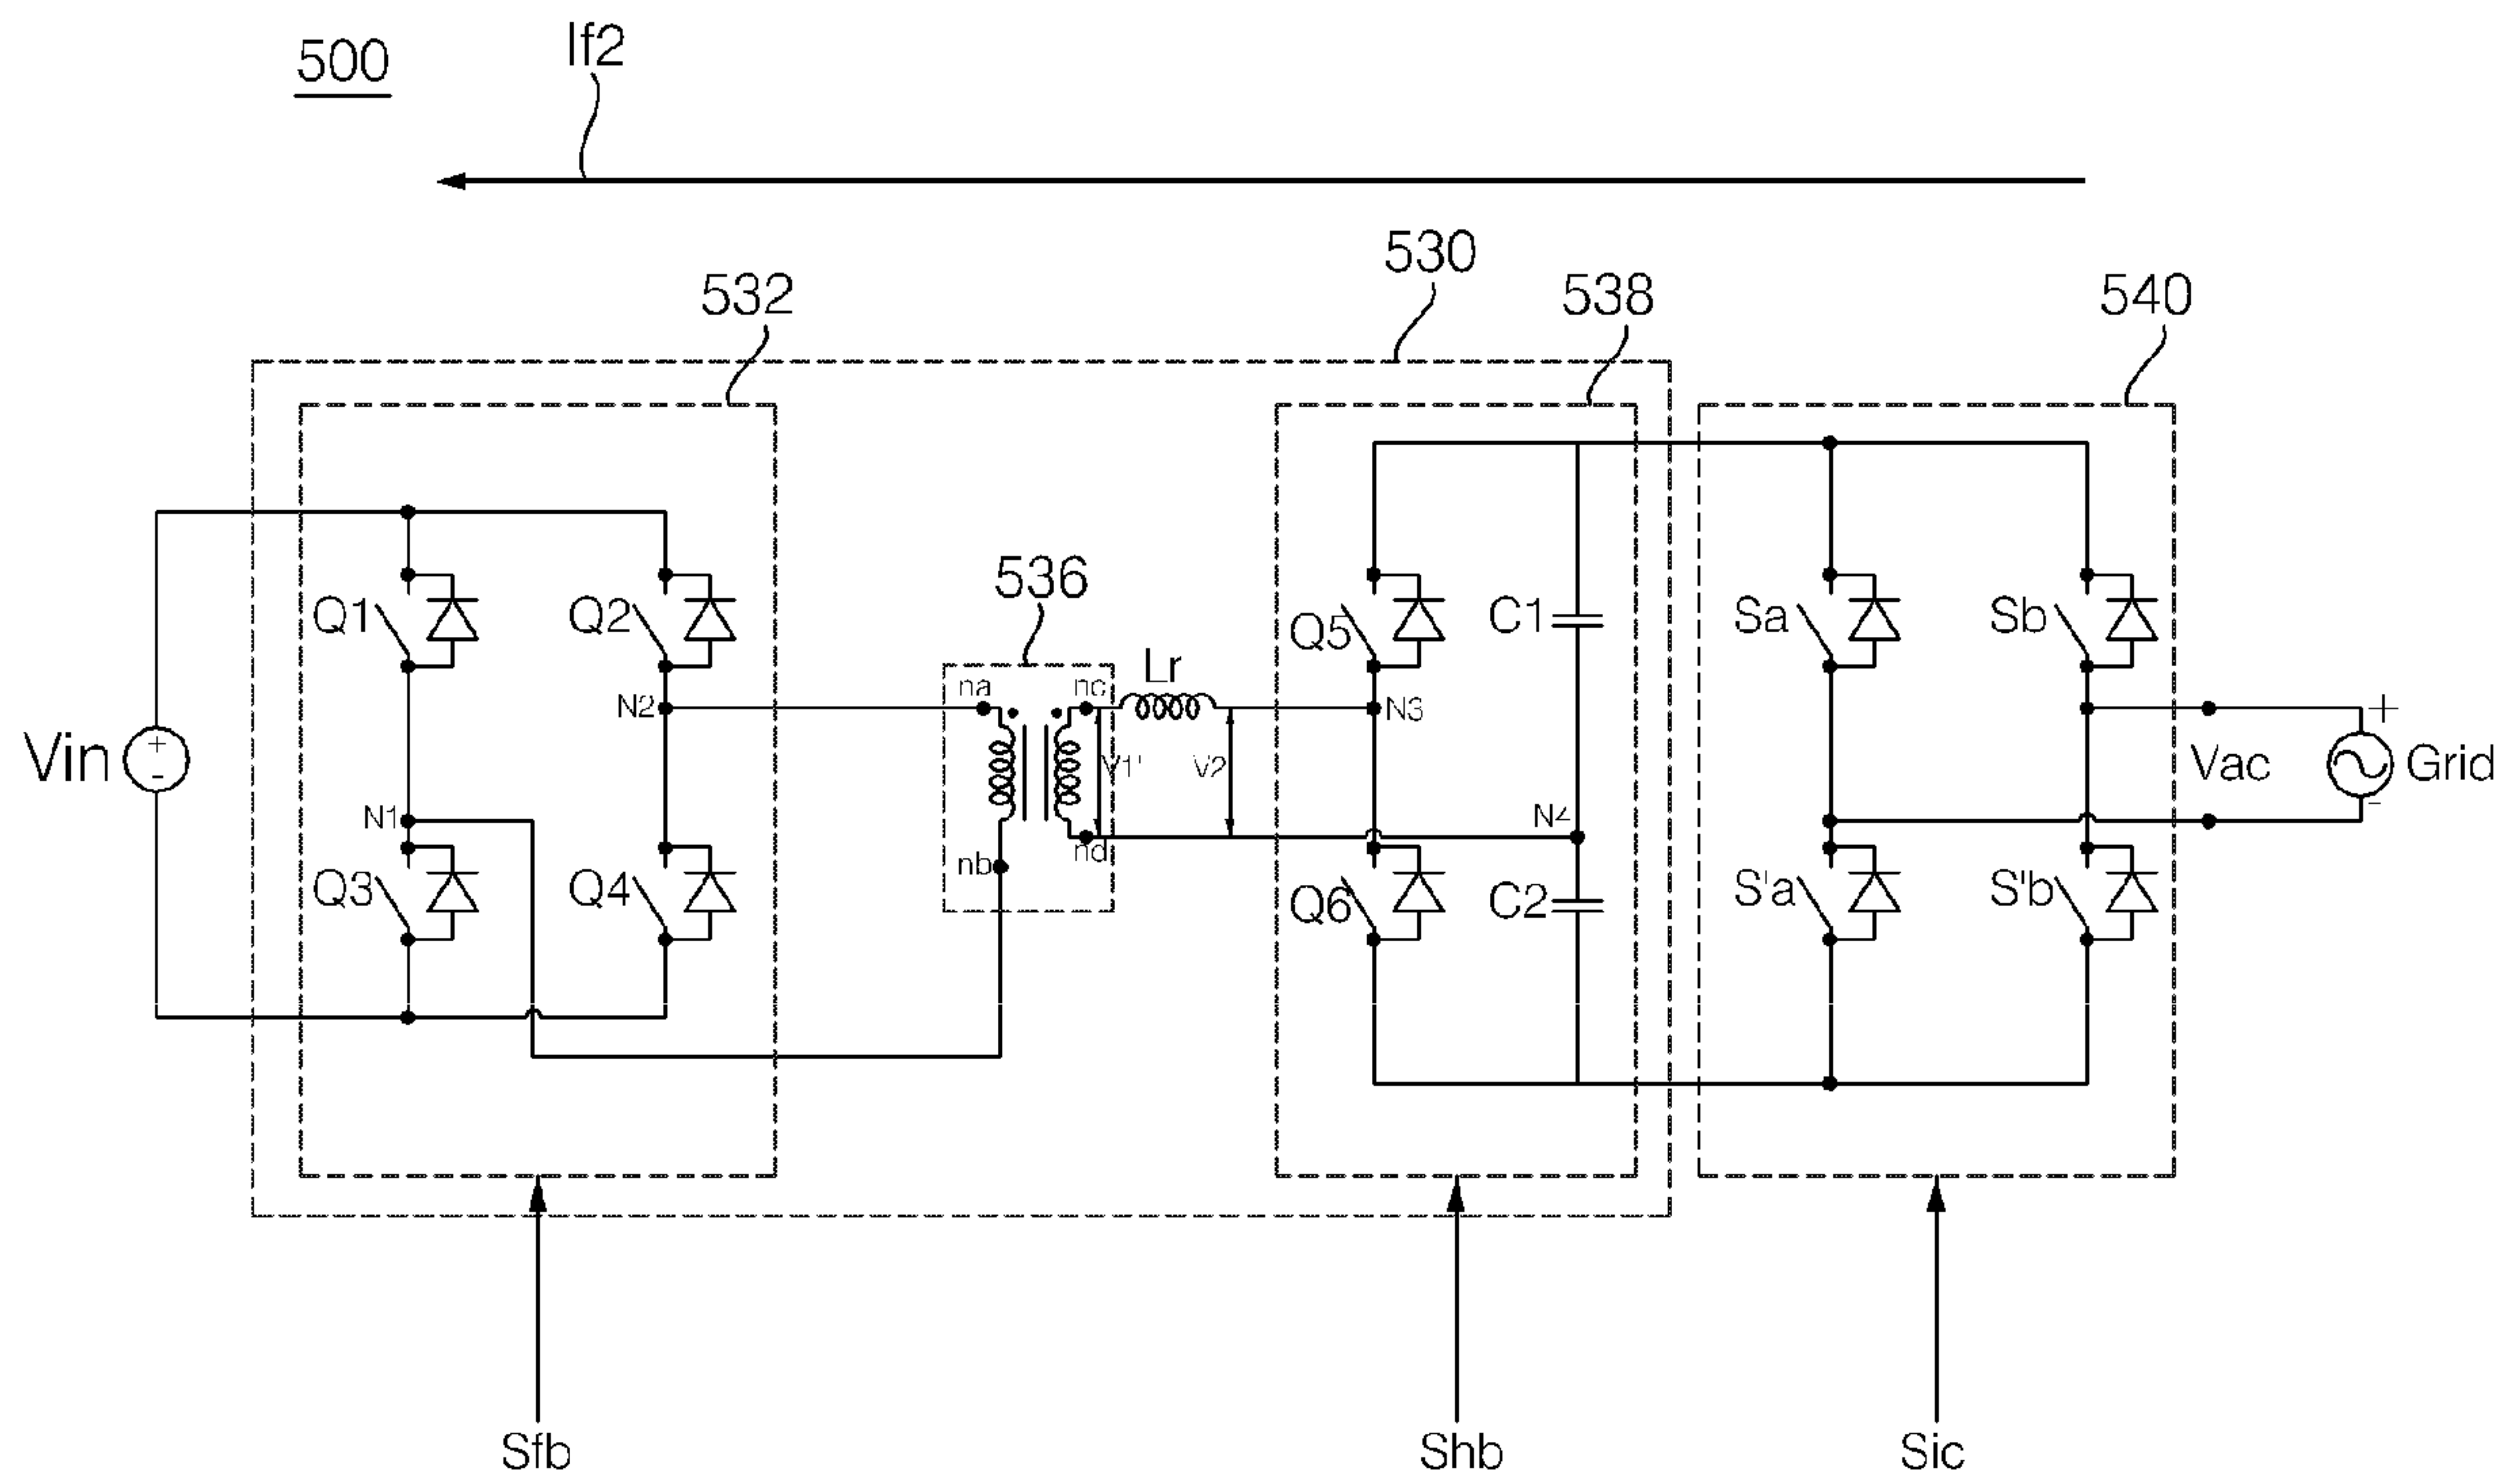 500
If2
530
532
538
540
536
Q1
Q2
Q5
C1
Sa
Sb
na
nc
Lr
N2
N3
+
Vin
+
-
V1'
V2
Vac
Grid
N1
N4
-
nb
nd
Q3
Q4
Q6
C2
S'a
S'b
Sfb
Shb
Sic